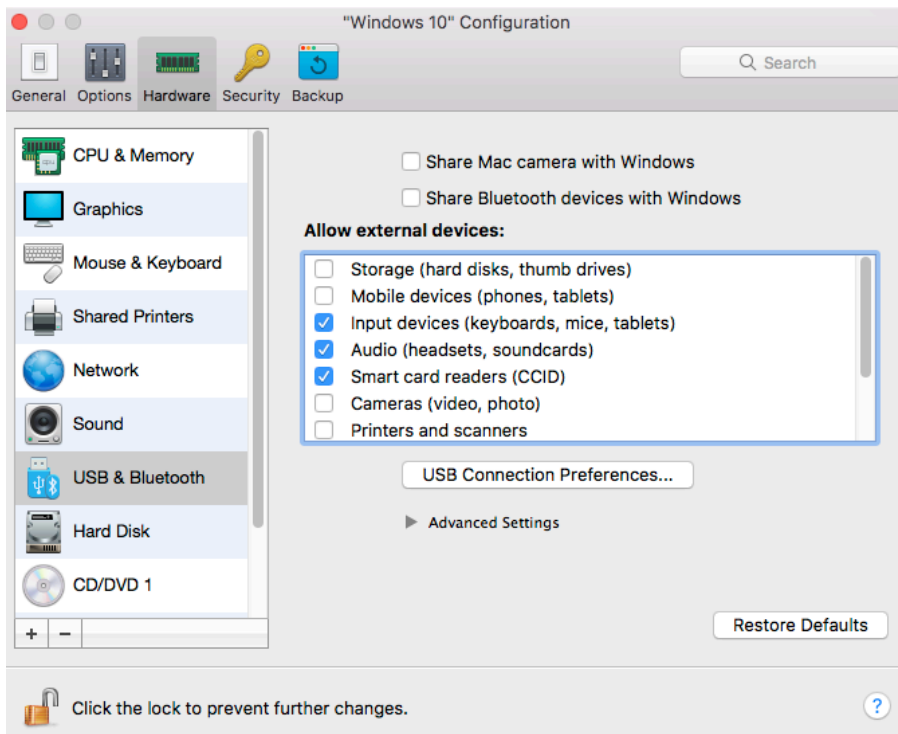 "Windows 10" Configuration
General Options Hardware Security Backup
Search
CPU & Memory
Graphics
Mouse & Keyboard
Shared Printers
Network
Sound
USB & Bluetooth
Hard Disk
CD/DVD 1
+ −
Share Mac camera with Windows
Share Bluetooth devices with Windows
Allow external devices:
Storage (hard disks, thumb drives)
Mobile devices (phones, tablets)
Input devices (keyboards, mice, tablets)
Audio (headsets, soundcards)
Smart card readers (CCID)
Cameras (video, photo)
Printers and scanners
USB Connection Preferences...
Advanced Settings
Restore Defaults
Click the lock to prevent further changes.
?